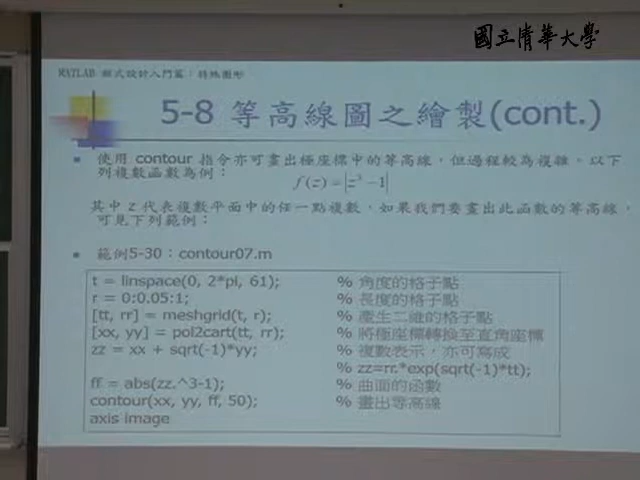 國立清華大學
MATLAB 程式設計入門篇：特殊圖形
5-8 等高線圖之繪製(cont.)
使用 contour 指令亦可畫出極座標中的等高線，但過程較為複雜。以下
列複數函數為例：
f(z)=|z³-1|
其中 z 代表複數平面中的任一點複數，如果我們要畫出此函數的等高線，
可見下列範例：
範例5-30：contour07.m
t = linspace(0, 2*pi, 61); % 角度的格子點
r = 0:0.05:1; % 長度的格子點
[tt, rr] = meshgrid(t, r); % 產生二維的格子點
[xx, yy] = pol2cart(tt, rr); % 將極座標轉換至直角座標
zz = xx + sqrt(-1)*yy; % 複數表示，亦可寫成
% zz=rr.*exp(sqrt(-1)*tt);
ff = abs(zz.^3-1); % 曲面的函數
contour(xx, yy, ff, 50); % 畫出等高線
axis image